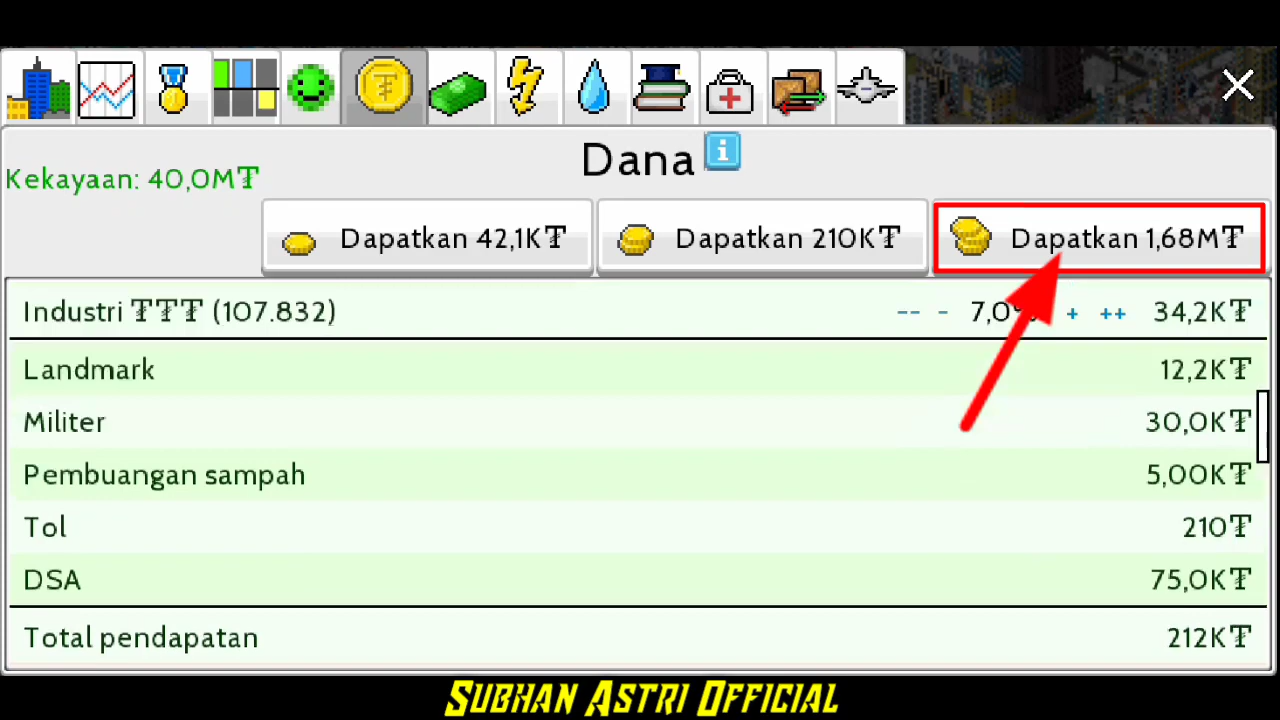 Dana
Kekayaan: 40,0M₮
Dapatkan 42,1K₮
Dapatkan 210K₮
Dapatkan 1,68M₮
Industri ₮₮₮ (107.832) -- - 7,0% + ++ 34,2K₮
Landmark 12,2K₮
Militer 30,0K₮
Pembuangan sampah 5,00K₮
Tol 210₮
DSA 75,0K₮
Total pendapatan 212K₮
SUBHAN ASTRI OFFICIAL